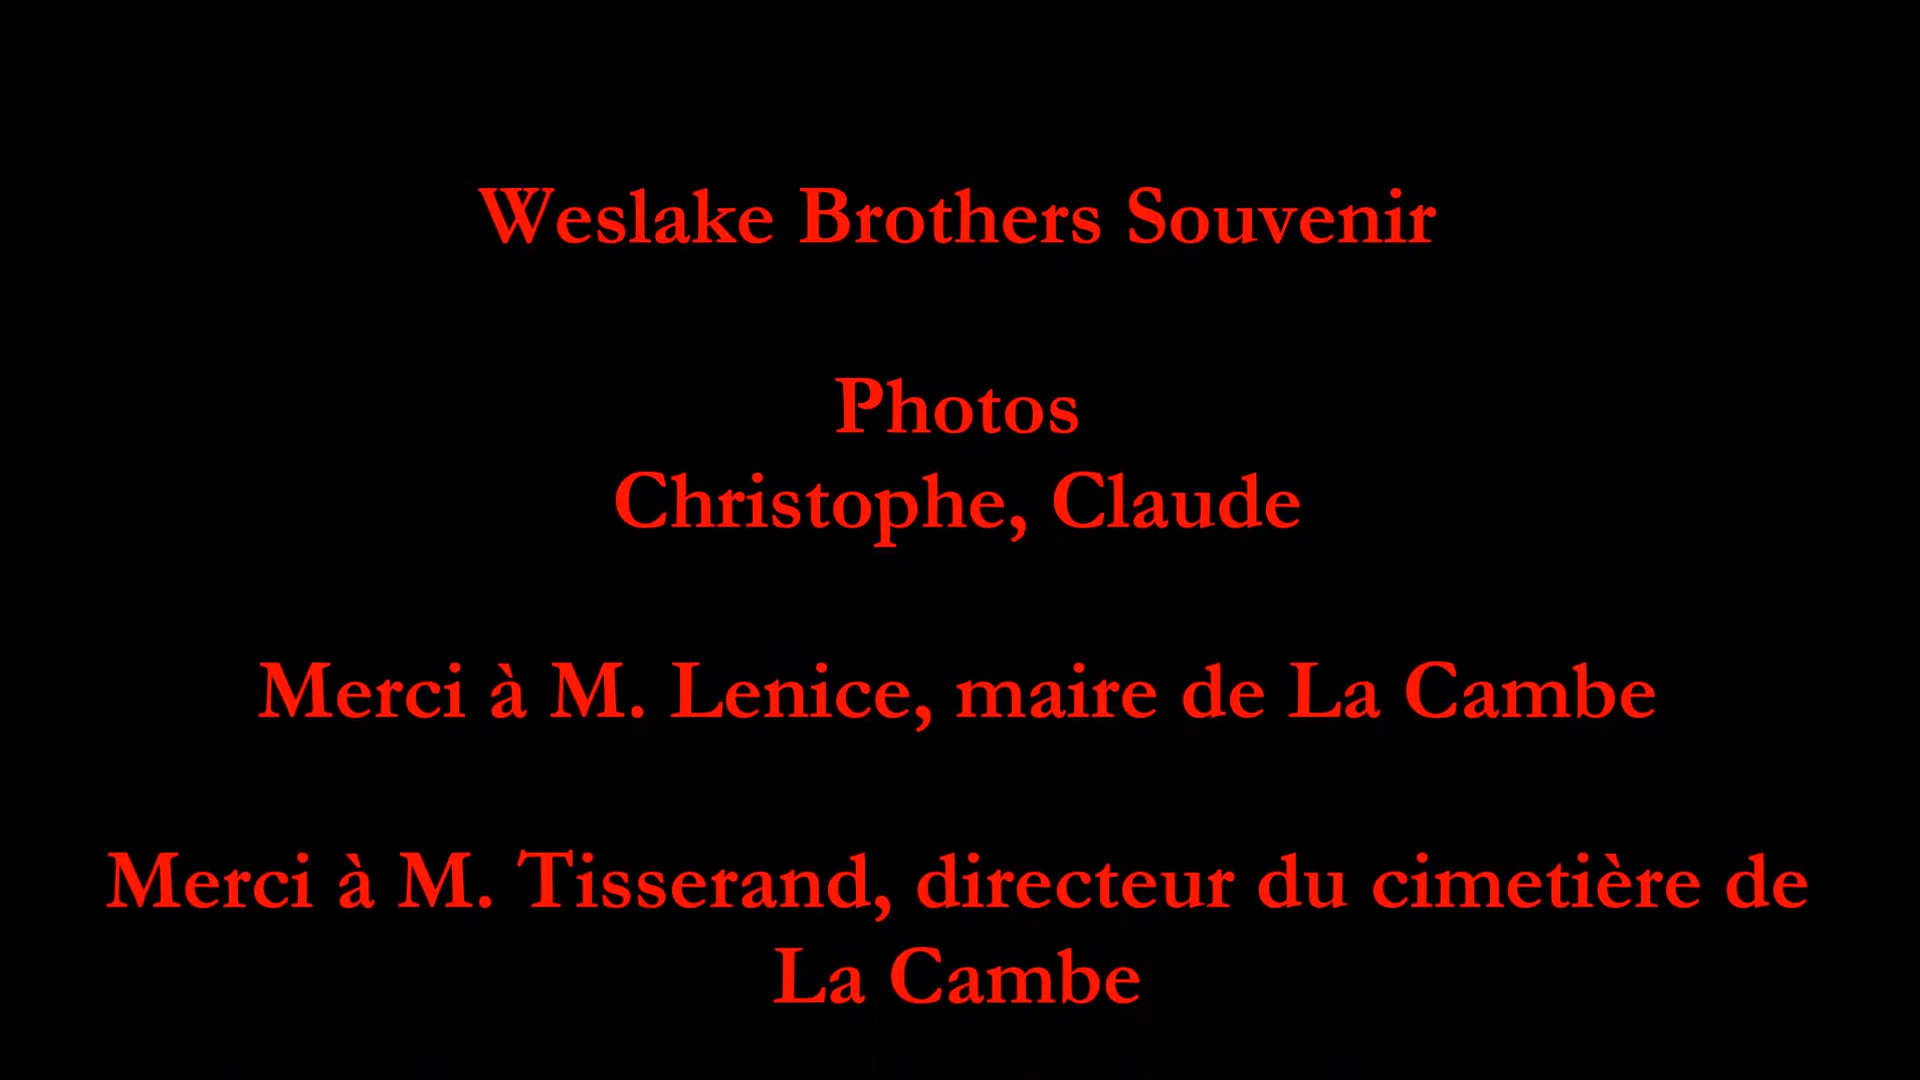 Weslake Brothers Souvenir
Photos
Christophe, Claude
Merci à M. Lenice, maire de La Cambe
Merci à M. Tisserand, directeur du cimetière de
La Cambe